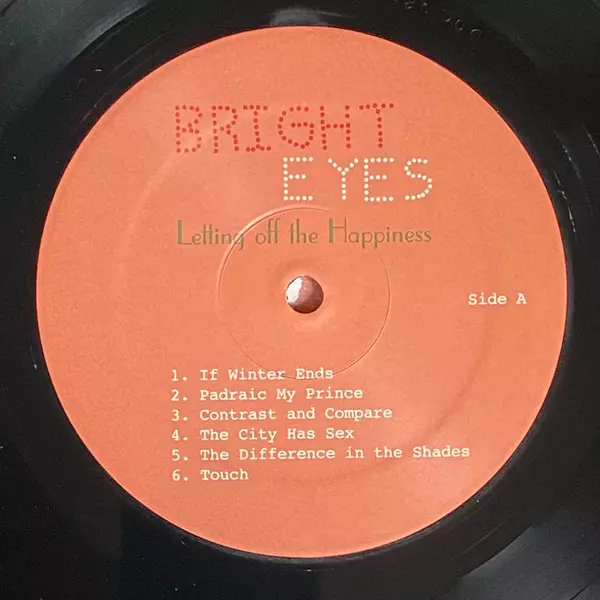 BRIGHT
EYES
Letting off the Happiness
Side A
1. If Winter Ends
2. Padraic My Prince
3. Contrast and Compare
4. The City Has Sex
5. The Difference in the Shades
6. Touch